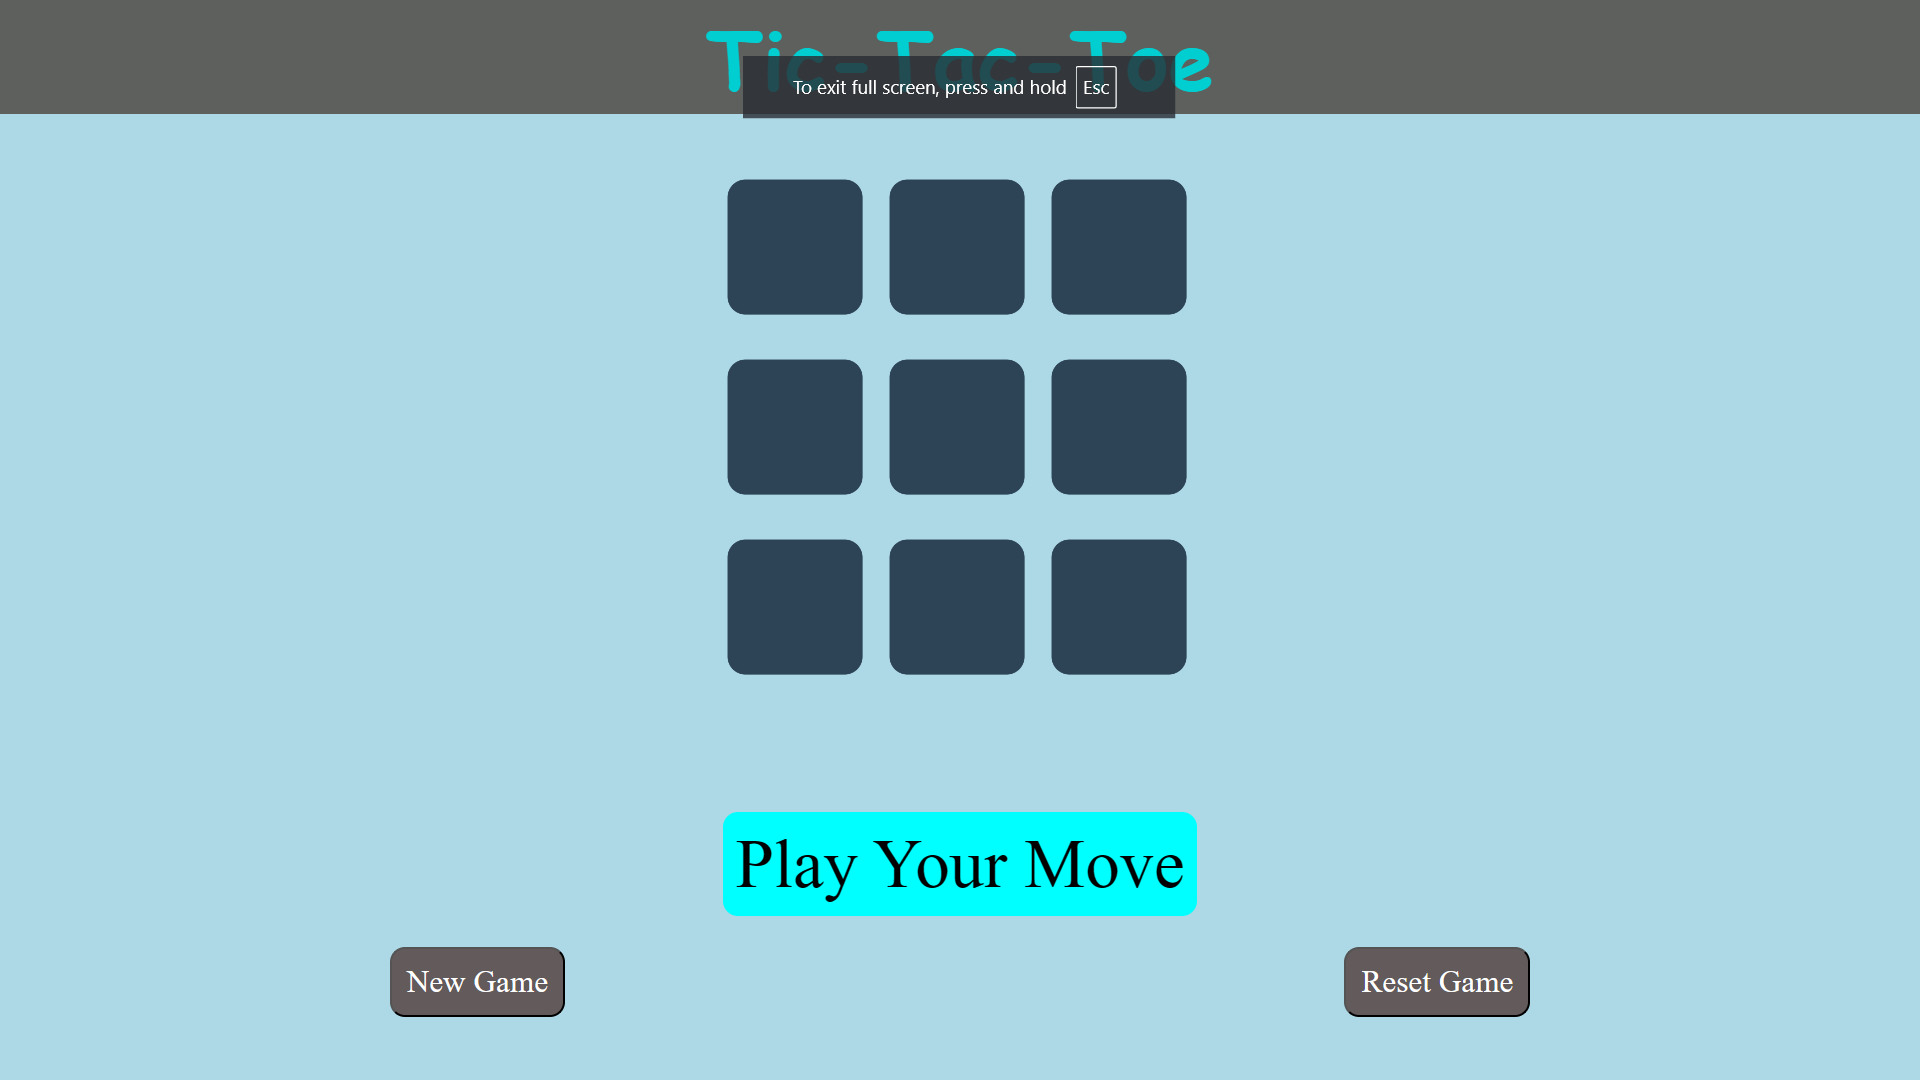 Tic-Tac-Toe
To exit full screen, press and hold Esc
Play Your Move
New Game
Reset Game